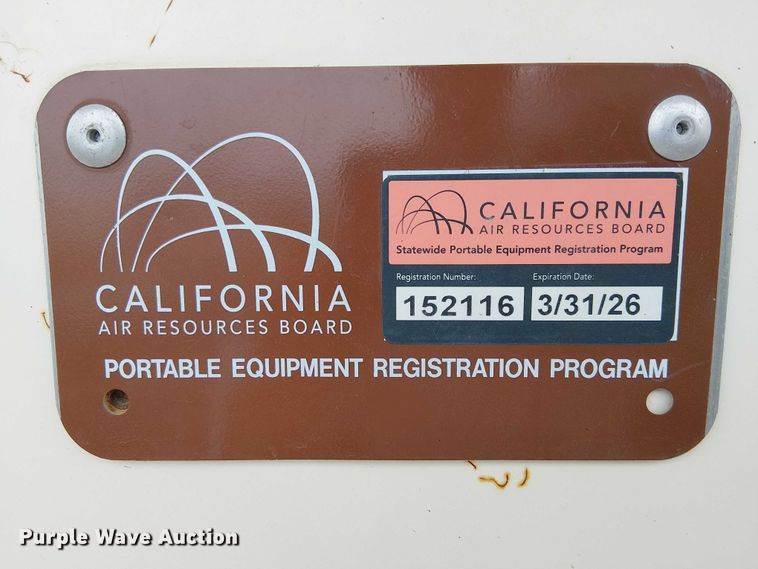 CALIFORNIA
AIR RESOURCES BOARD
PORTABLE EQUIPMENT REGISTRATION PROGRAM
CALIFORNIA
AIR RESOURCES BOARD
Statewide Portable Equipment Registration Program
Registration Number: Expiration Date:
152116 3/31/26
Purple Wave Auction